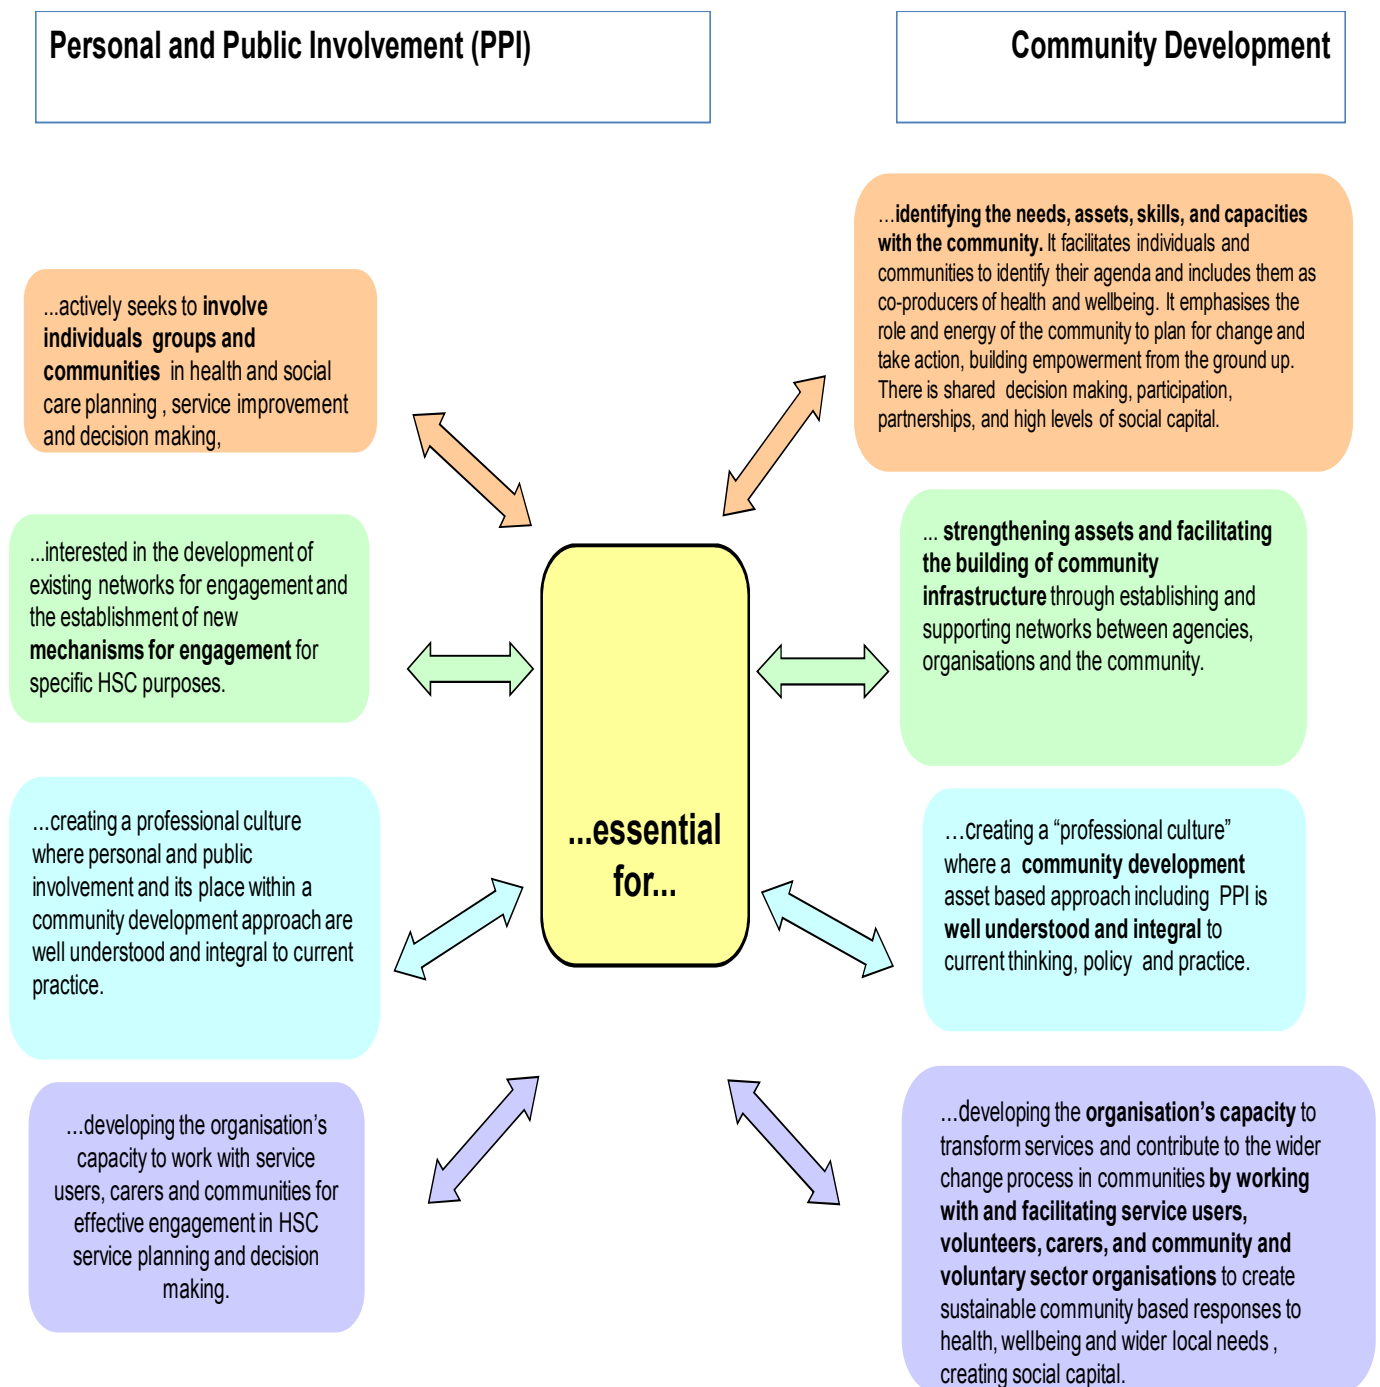 Personal and Public Involvement (PPI)
Community Development
...actively seeks to involve
individuals groups and
communities in health and social
care planning , service improvement
and decision making,
...interested in the development of
existing networks for engagement and
the establishment of new
mechanisms for engagement for
specific HSC purposes.
...creating a professional culture
where personal and public
involvement and its place within a
community development approach are
well understood and integral to current
practice.
...developing the organisation's
capacity to work with service
users, carers and communities for
effective engagement in HSC
service planning and decision
making.
...essential
for...
...identifying the needs, assets, skills, and capacities
with the community. It facilitates individuals and
communities to identify their agenda and includes them as
co-producers of health and wellbeing. It emphasises the
role and energy of the community to plan for change and
take action, building empowerment from the ground up.
There is shared decision making, participation,
partnerships, and high levels of social capital.
... strengthening assets and facilitating
the building of community
infrastructure through establishing and
supporting networks between agencies,
organisations and the community.
...creating a “professional culture”
where a community development
asset based approach including PPI is
well understood and integral to
current thinking, policy and practice.
...developing the organisation's capacity to
transform services and contribute to the wider
change process in communities by working
with and facilitating service users,
volunteers, carers, and community and
voluntary sector organisations to create
sustainable community based responses to
health, wellbeing and wider local needs ,
creating social capital.